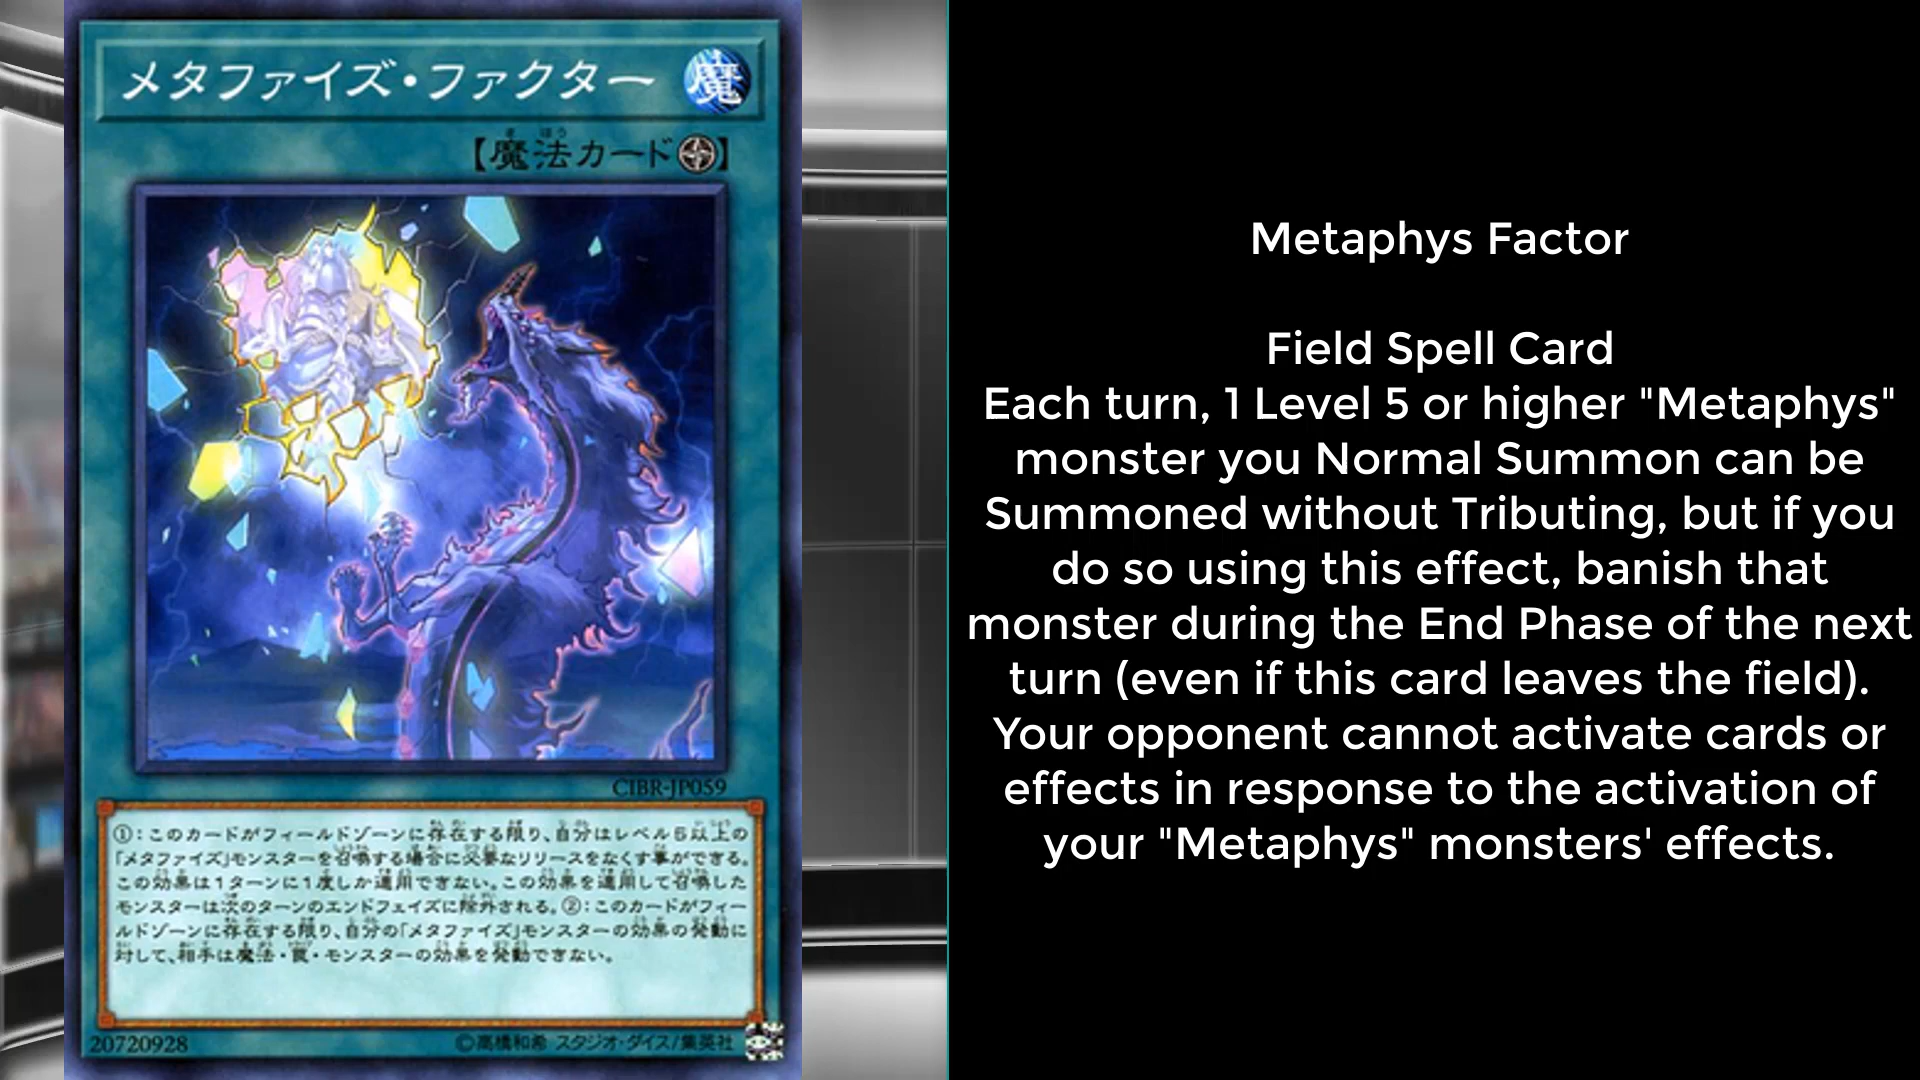 メタファイズ・ファクター 魔
【魔法カード】
CIBR-JP059
①:このカードがフィールドゾーンに存在する限り、自分はレベル5以上の
「メタファイズ」モンスターを召喚する場合に必要なリリースをなくす事ができる。
この効果は1ターンに1度しか適用できない。この効果を適用して召喚した
モンスターは次のターンのエンドフェイズに除外される。②:このカードがフィー
ルドゾーンに存在する限り、自分の「メタファイズ」モンスターの効果の発動に
対して、相手は魔法・罠・モンスターの効果を発動できない。
20720928 ©高橋和希 スタジオ・ダイス/集英社
Metaphys Factor
Field Spell Card
Each turn, 1 Level 5 or higher "Metaphys"
monster you Normal Summon can be
Summoned without Tributing, but if you
do so using this effect, banish that
monster during the End Phase of the next
turn (even if this card leaves the field).
Your opponent cannot activate cards or
effects in response to the activation of
your "Metaphys" monsters' effects.